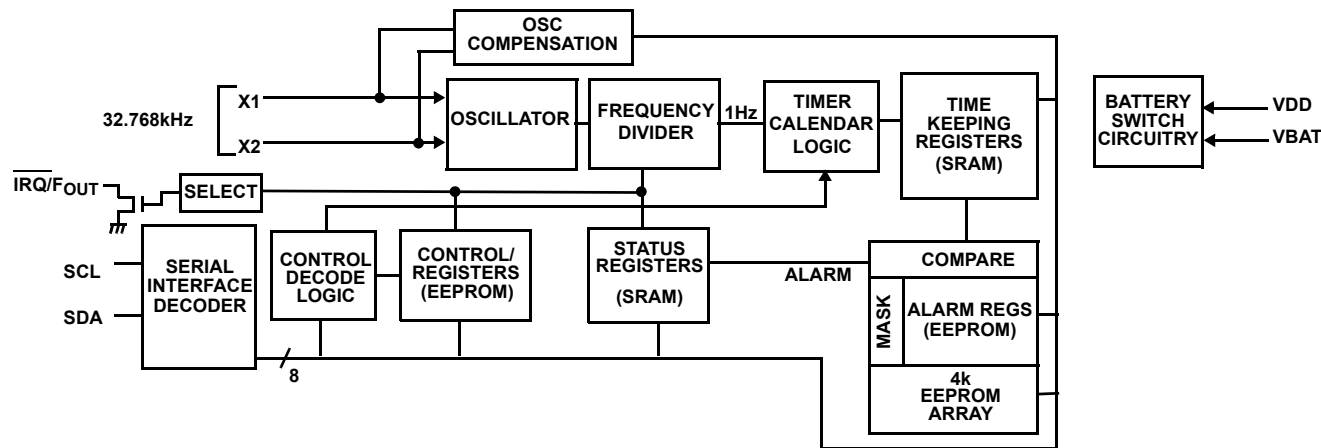 OSC
COMPENSATION
32.768kHz
X1
X2
OSCILLATOR
FREQUENCY
DIVIDER
1Hz
TIMER
CALENDAR
LOGIC
TIME
KEEPING
REGISTERS
(SRAM)
BATTERY
SWITCH
CIRCUITRY
VDD
VBAT
IRQ/FOUT
SELECT
SCL
SDA
SERIAL
INTERFACE
DECODER
CONTROL
DECODE
LOGIC
CONTROL/
REGISTERS
(EEPROM)
STATUS
REGISTERS
(SRAM)
ALARM
COMPARE
MASK
ALARM REGS
(EEPROM)
4k
EEPROM
ARRAY
8